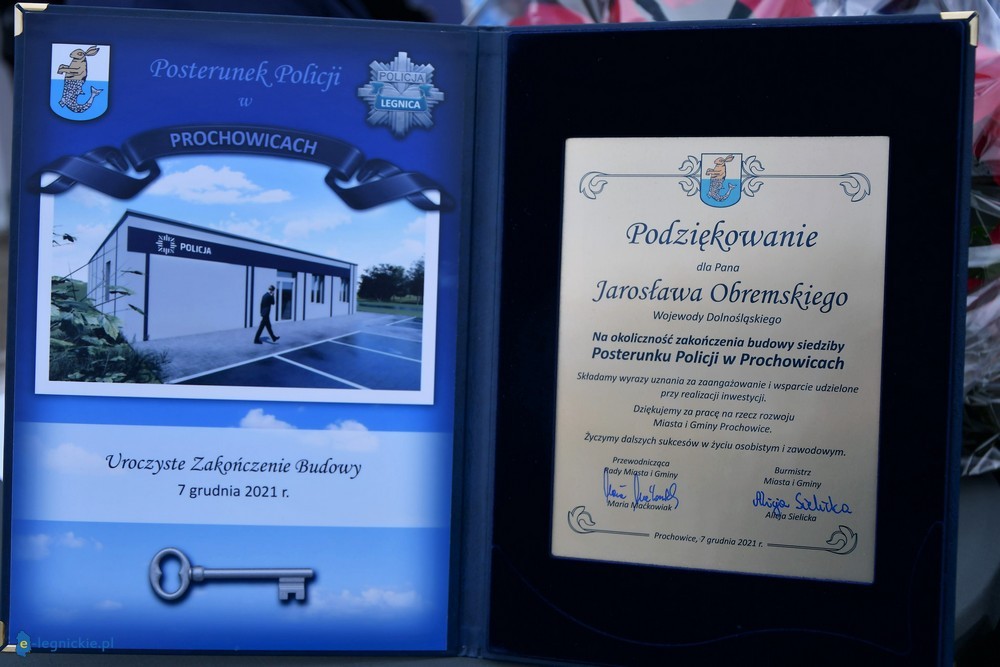 Posterunek Policji
w
POLICJA
LEGNICA
PROCHOWICACH
POLICJA
Uroczyste Zakończenie Budowy
7 grudnia 2021 r.
e-legnickie.pl
Podziękowanie
dla Pana
Jarosława Obremskiego
Wojewody Dolnośląskiego
Na okoliczność zakończenia budowy siedziby
Posterunku Policji w Prochowicach
Składamy wyrazy uznania za zaangażowanie i wsparcie udzielone
przy realizacji inwestycji.
Dziękujemy za pracę na rzecz rozwoju
Miasta i Gminy Prochowice.
Życzymy dalszych sukcesów w życiu osobistym i zawodowym.
Przewodnicząca
Rady Miasta i Gminy
Maria Maćkowiak
Burmistrz
Miasta i Gminy
Alicja Sielicka
Alicja Sielicka
Prochowice, 7 grudnia 2021 r.